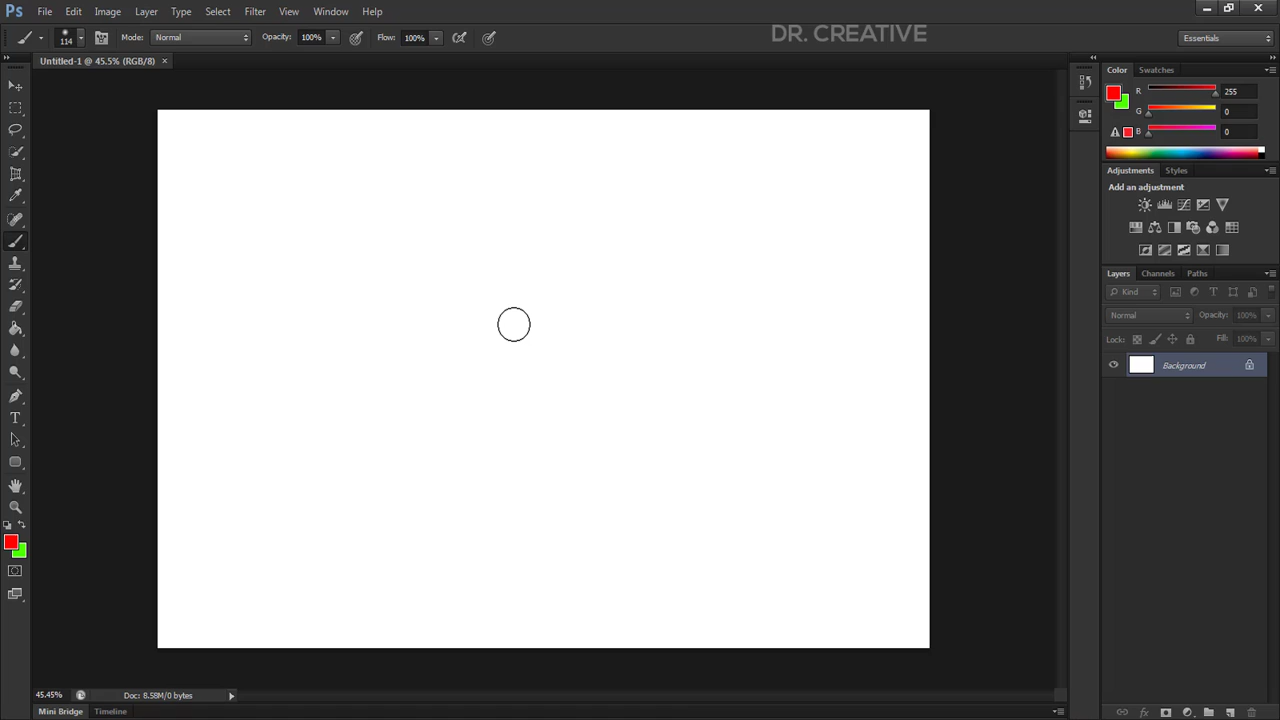 Ps File Edit Image Layer Type Select Filter View Window Help
114 Mode: Normal Opacity: 100% Flow: 100% DR. CREATIVE Essentials
Untitled-1 @ 45.5% (RGB/8) ×
Color Swatches
R 255
G 0
B 0
Adjustments Styles
Add an adjustment
Layers Channels Paths
Kind
Normal Opacity: 100%
Lock: Fill: 100%
Background
45.45% Doc: 8.58M/0 bytes
Mini Bridge Timeline